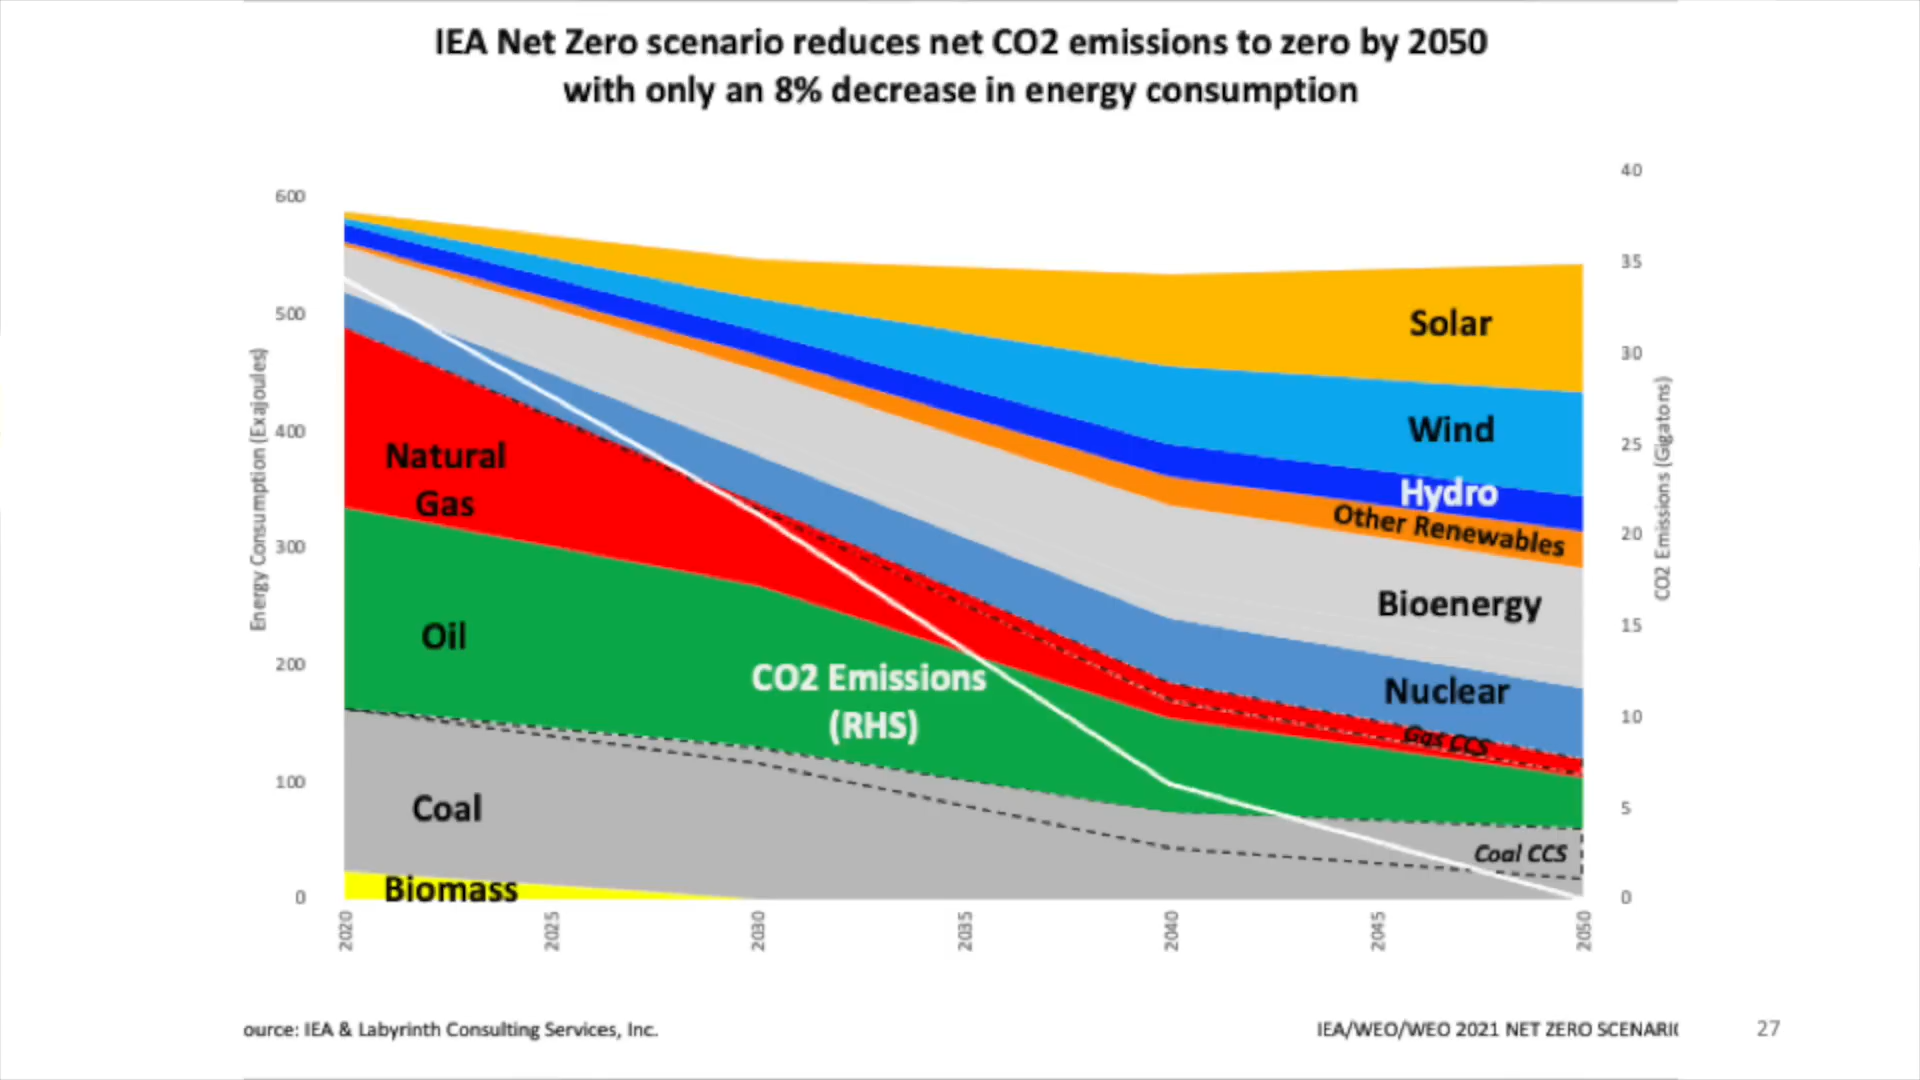 IEA Net Zero scenario reduces net CO2 emissions to zero by 2050
with only an 8% decrease in energy consumption
40
600
35
500
30
400
25
300
20
200
15
100
10
5
0
0
Energy Consumption (Exajoules)
CO2 Emissions (Gigatons)
Solar
Wind
Hydro
Other Renewables
Bioenergy
Nuclear
Gas CCS
Coal CCS
Natural
Gas
Oil
CO2 Emissions
(RHS)
Coal
Biomass
2020
2025
2030
2035
2040
2045
2050
ource: IEA & Labyrinth Consulting Services, Inc.
IEA/WEO/WEO 2021 NET ZERO SCENARI
27